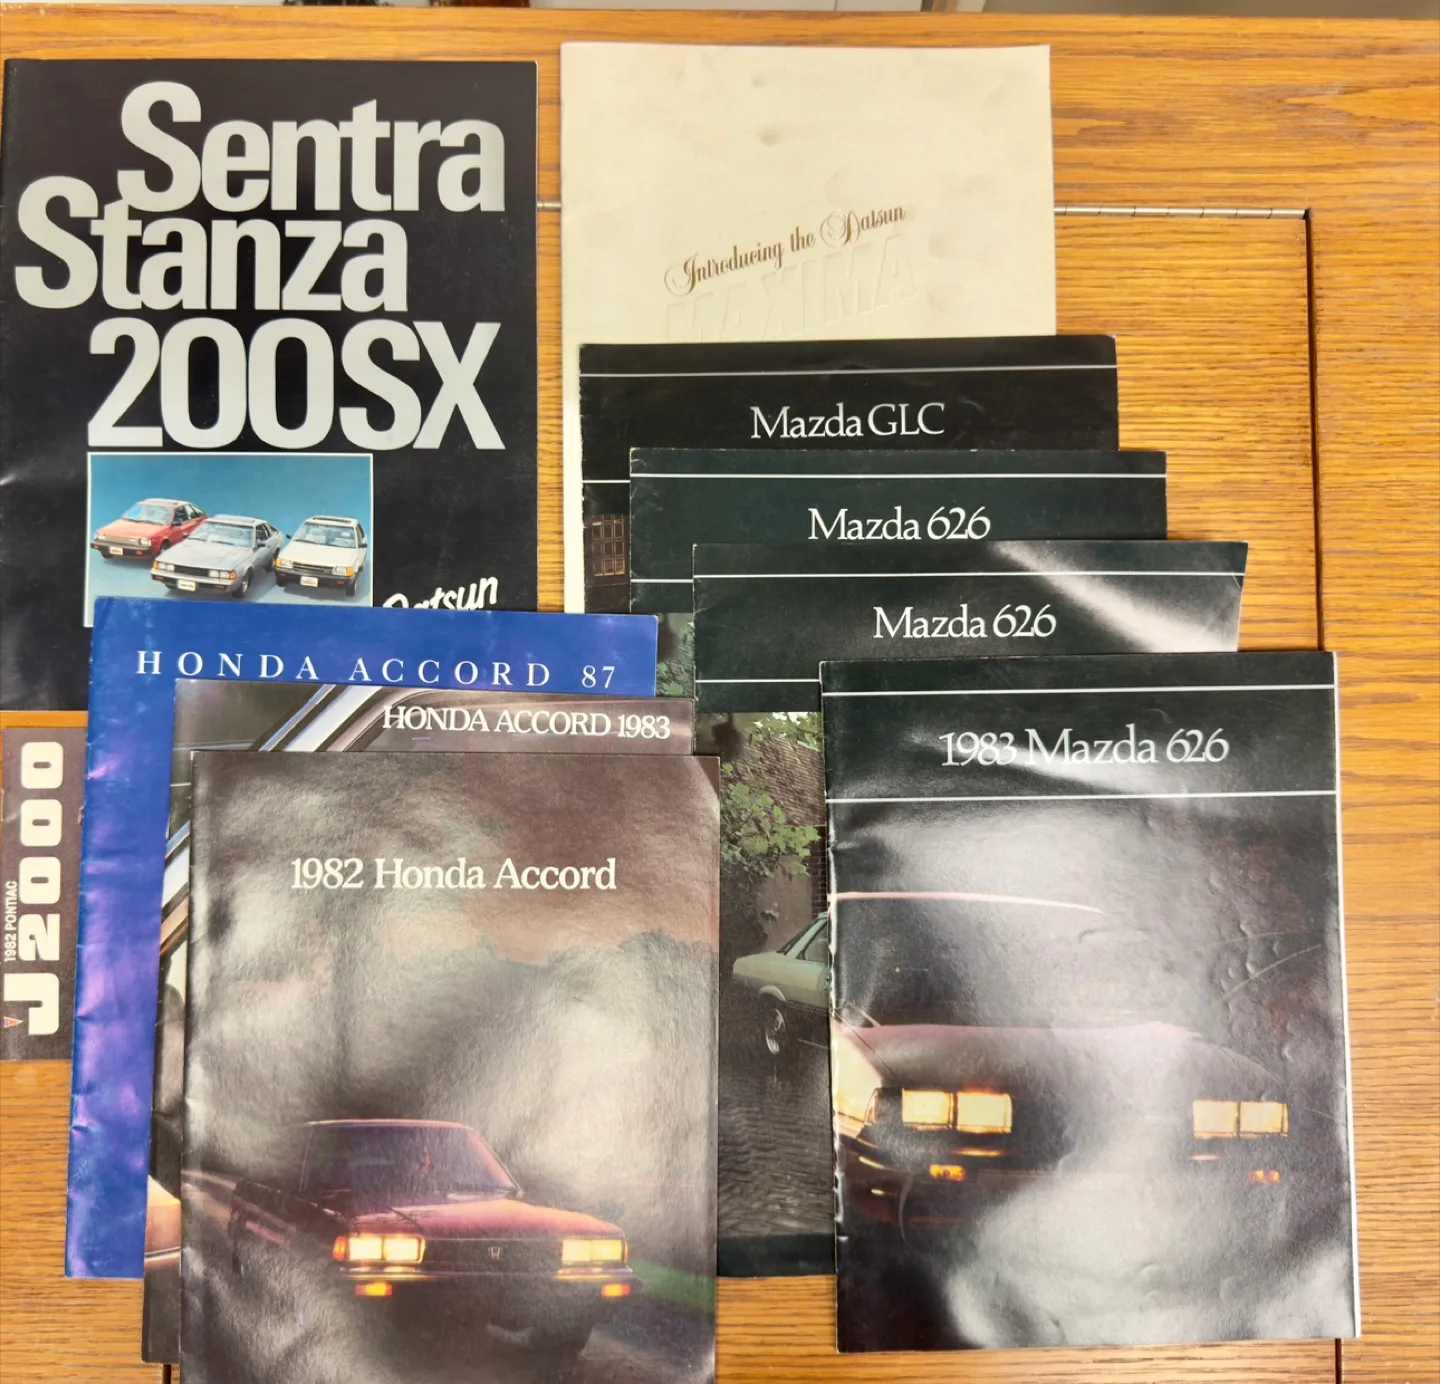 Sentra
Stanza
200SX
Datsun
Introducing the Datsun
MAXIMA
Mazda GLC
Mazda 626
Mazda 626
1983 Mazda 626
HONDA ACCORD 87
HONDA ACCORD 1983
1982 Honda Accord
1982 PONTIAC
J2000